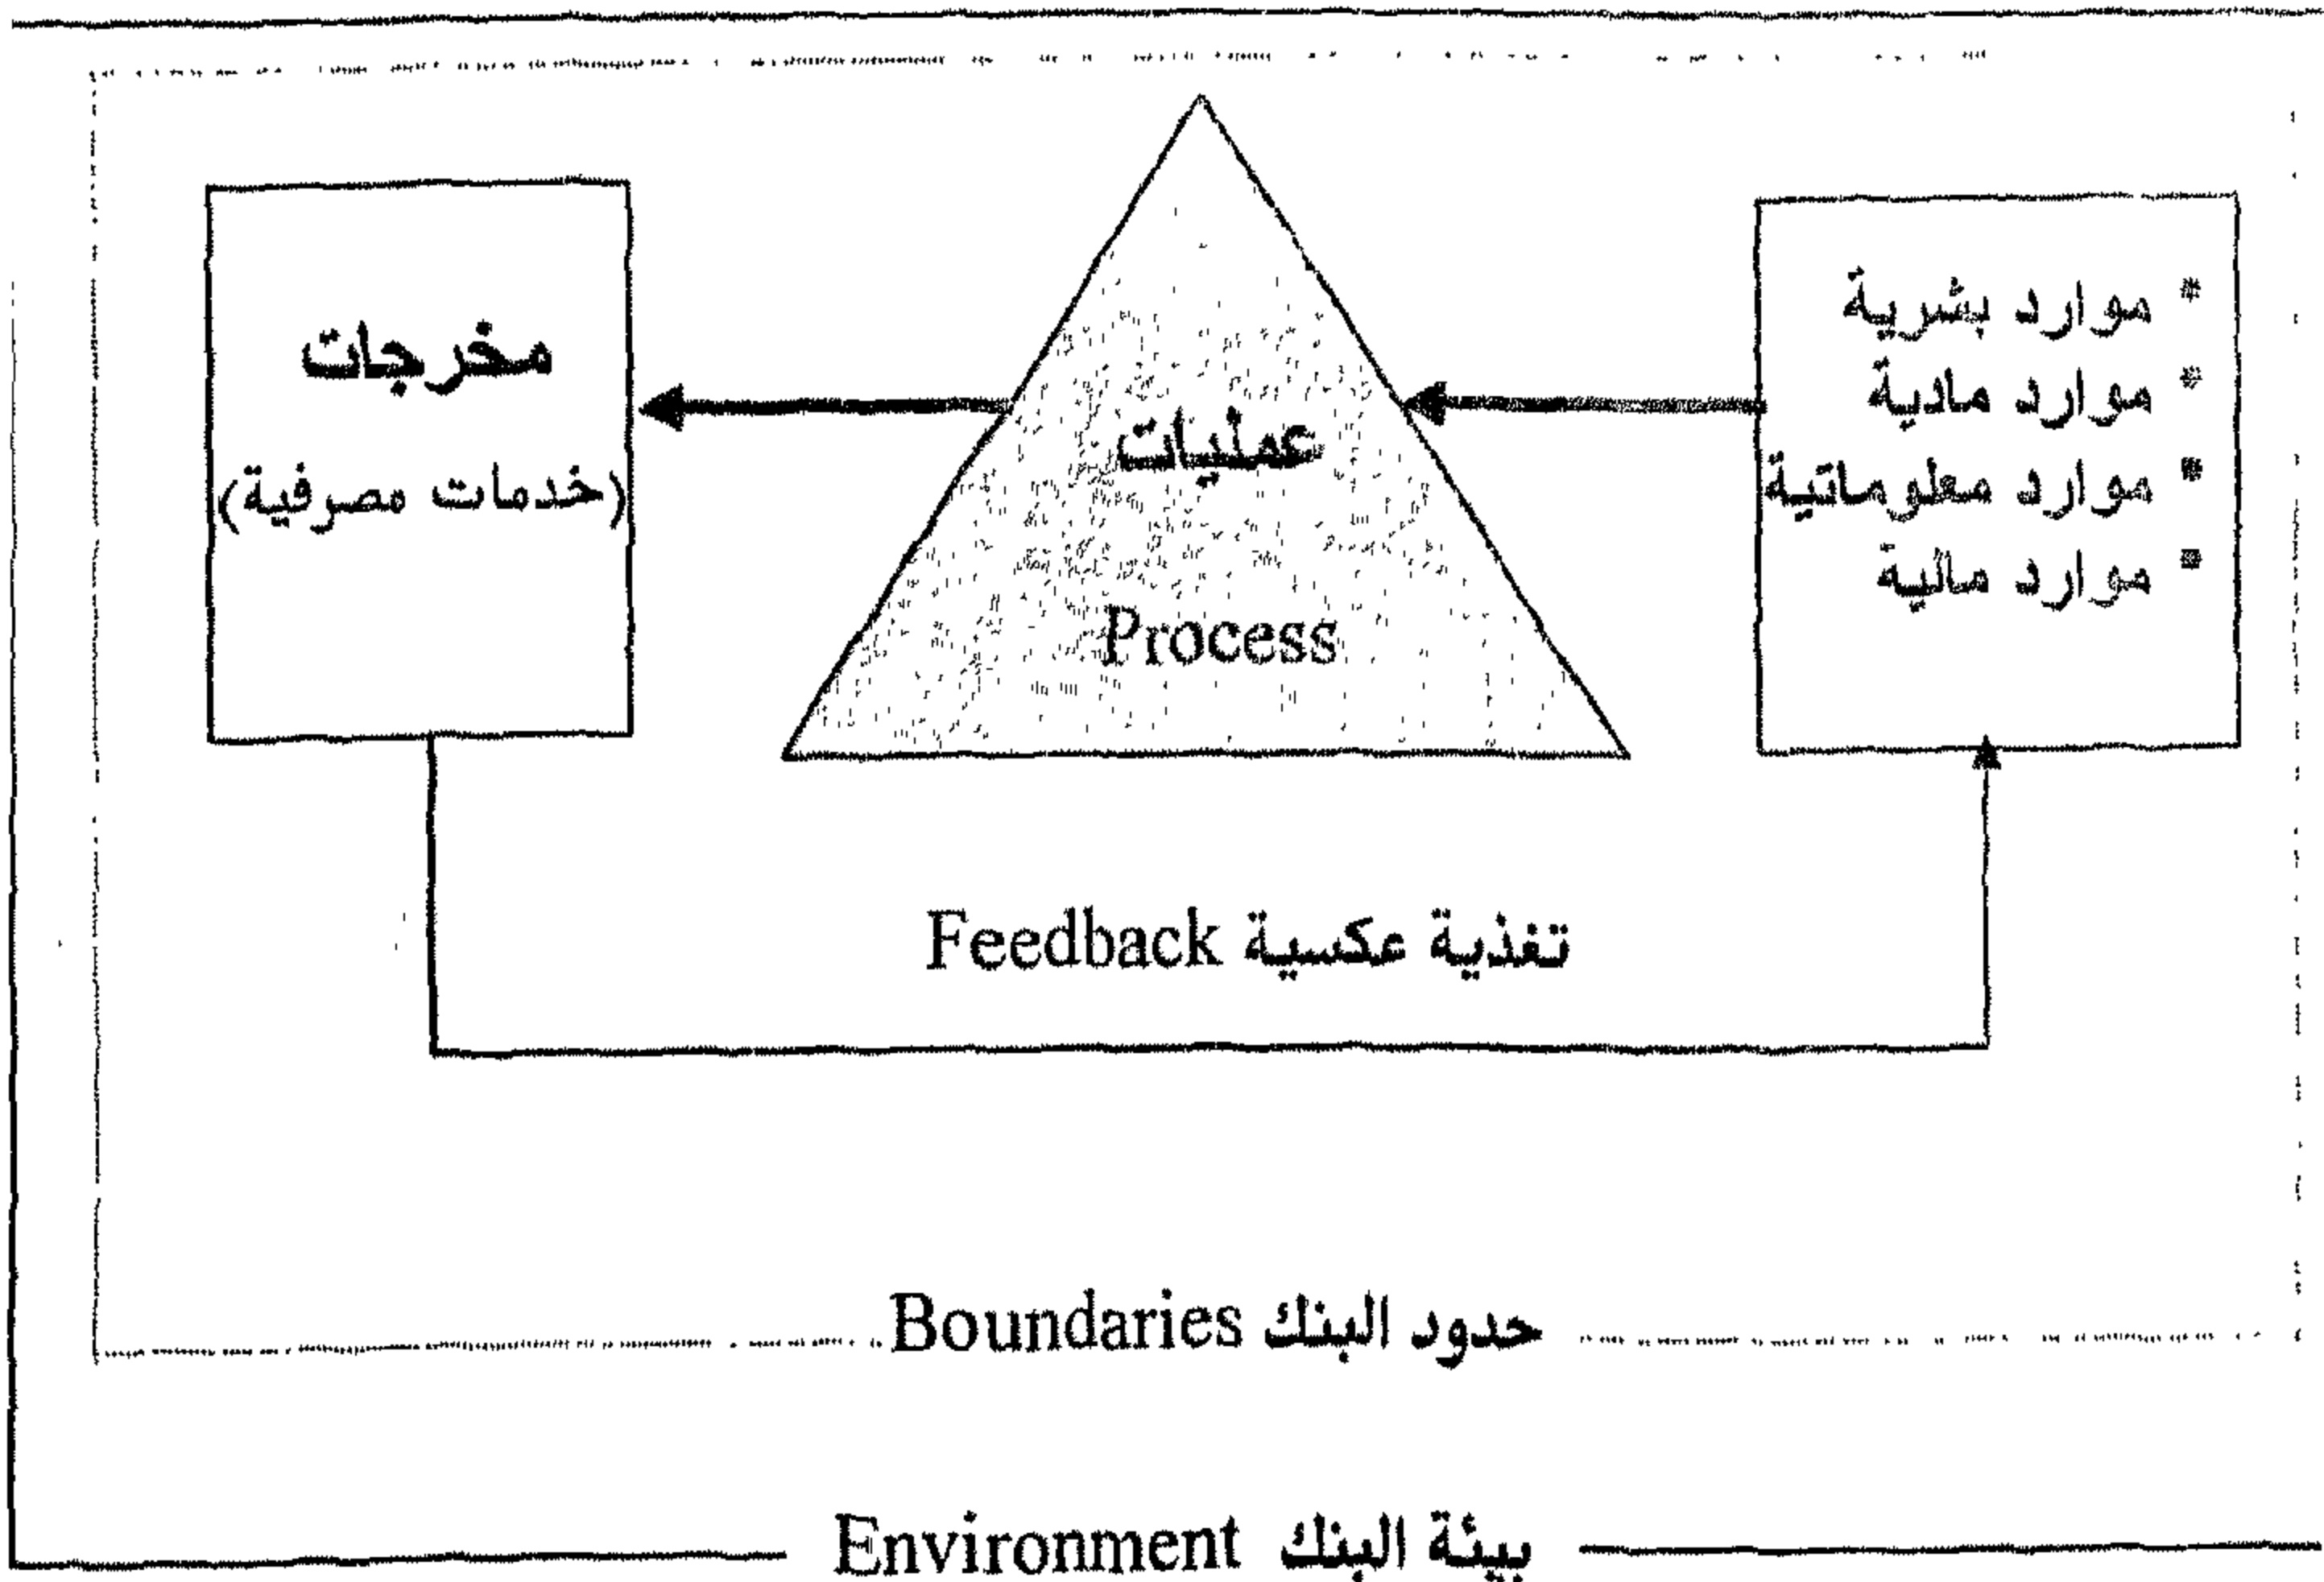 * موارد بشرية
* موارد مادية
* موارد معلوماتية
* موارد مالية
عمليات
Process
مخرجات
(خدمات مصرفية)
تغذية عكسية Feedback
حدود البنك Boundaries
بيئة البنك Environment